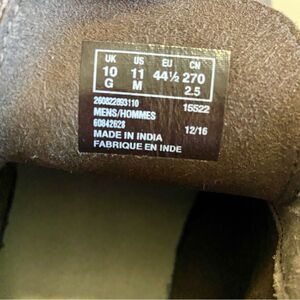 UK US EU CN
10 11 44½ 270
G M 2.5
260822893110 15522
MENS/HOMMES
60842628 12/16
MADE IN INDIA
FABRIQUE EN INDE